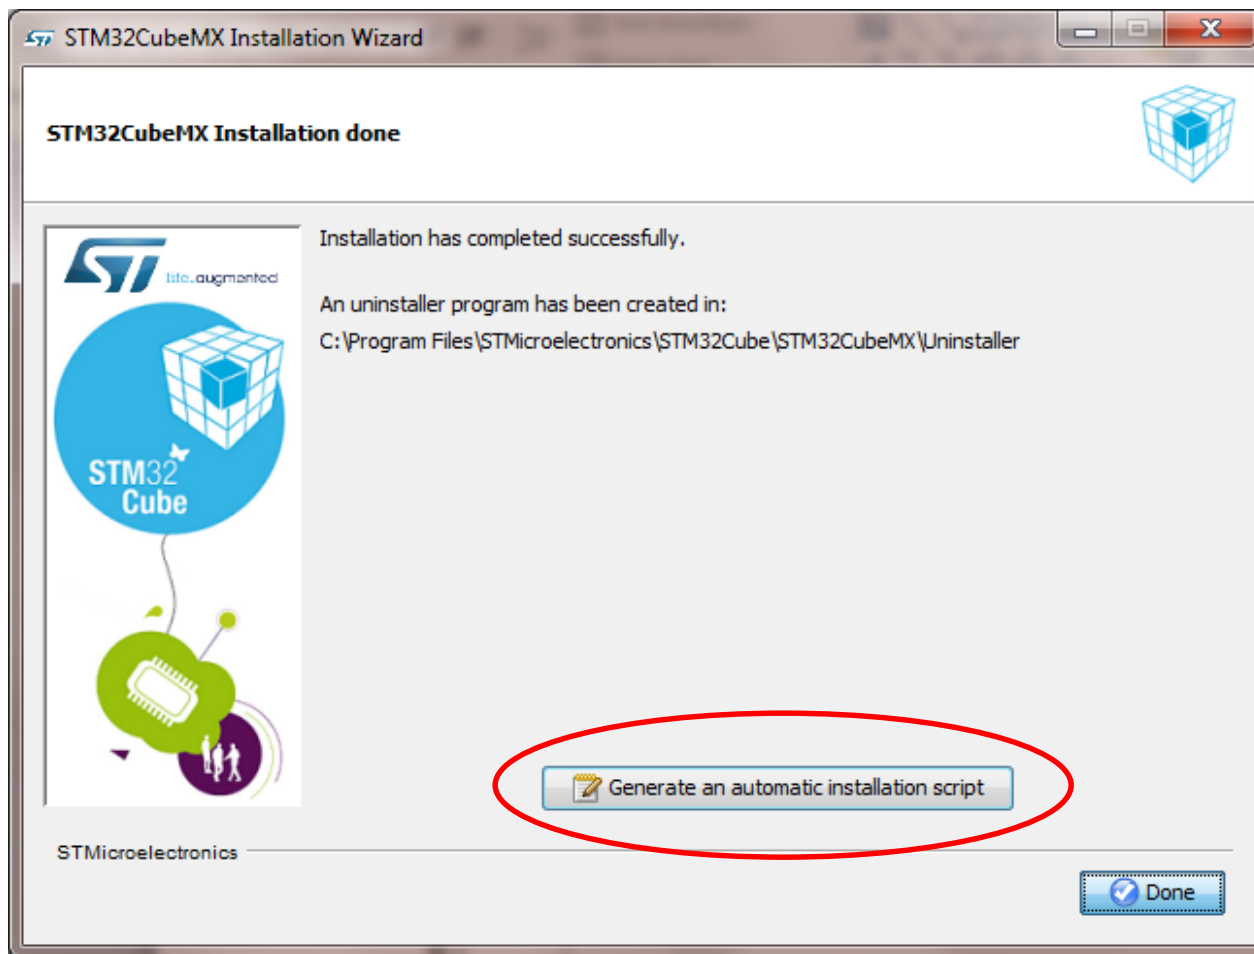 STM32CubeMX Installation Wizard
STM32CubeMX Installation done
Installation has completed successfully.
An uninstaller program has been created in:
C:\Program Files\STMicroelectronics\STM32Cube\STM32CubeMX\Uninstaller
ST life.augmented
STM32
Cube
Generate an automatic installation script
STMicroelectronics
Done